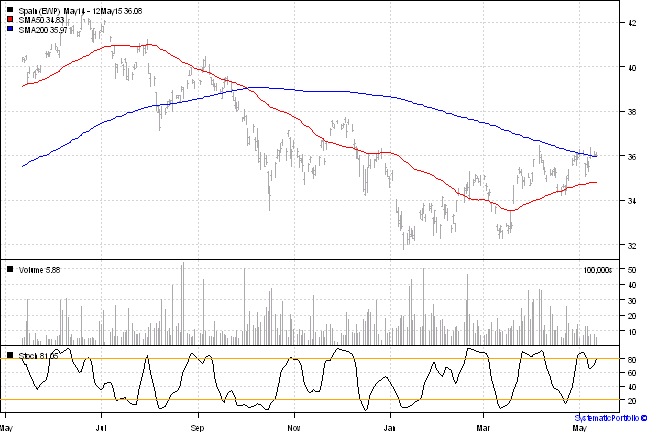 Spain (EWP) May14 - 12May15 36.08
SMA50 34.83
SMA200 35.97
42
40
38
36
34
32
Volume 5.88
100,000s
50
40
30
20
10
Stoch 81.05
80
60
40
20
May
Jul
Sep
Nov
Jan
Mar
May
SystematicPortfolio ©